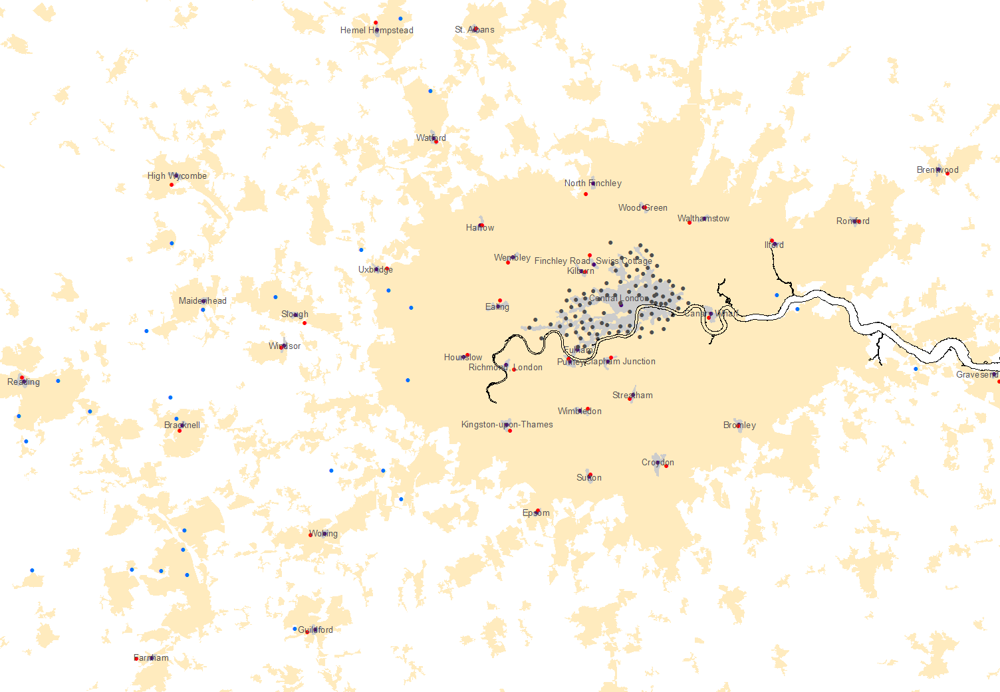 Hemel Hempstead
St. Albans
Watford
Brentwood
High Wycombe
North Finchley
Wood Green
Walthamstow
Romford
Harrow
Ilford
Wembley
Finchley Road, Swiss Cottage
Uxbridge
Kilburn
Maidenhead
Central London
Ealing
Slough
Canary Wharf
Windsor
Fulham
Hounslow
Putney
Clapham Junction
Richmond, London
Gravesend
Reading
Streatham
Wimbledon
Bracknell
Kingston-upon-Thames
Bromley
Croydon
Sutton
Epsom
Woking
Guildford
Farnham